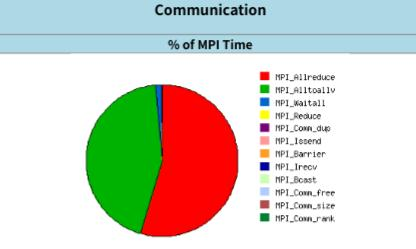 Communication
% of MPI Time
MPI_Allreduce
MPI_Alltoallv
MPI_Waitall
MPI_Reduce
MPI_Comm_dup
MPI_Issend
MPI_Barrier
MPI_Irecv
MPI_Bcast
MPI_Comm_free
MPI_Comm_size
MPI_Comm_rank